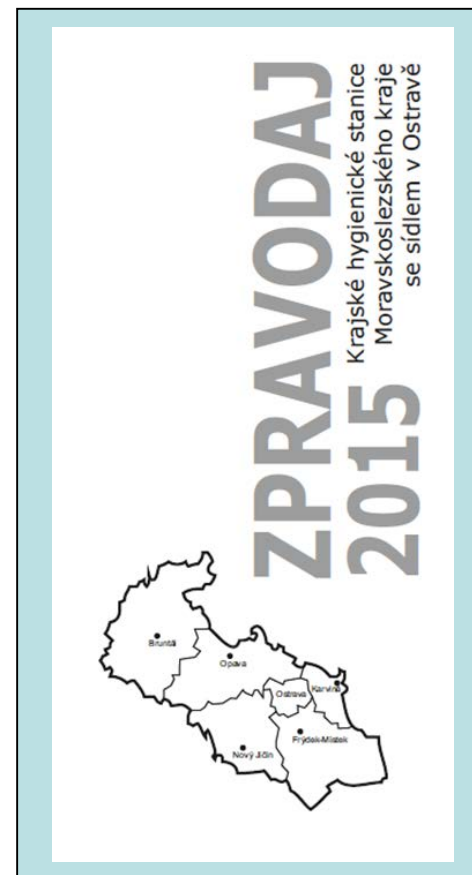 ZPRAVODAJ
2015
Krajské hygienické stanice
Moravskoslezského kraje
se sídlem v Ostravě
Bruntál
Opava
Ostrava
Karviná
Nový Jičín
Frýdek-Místek